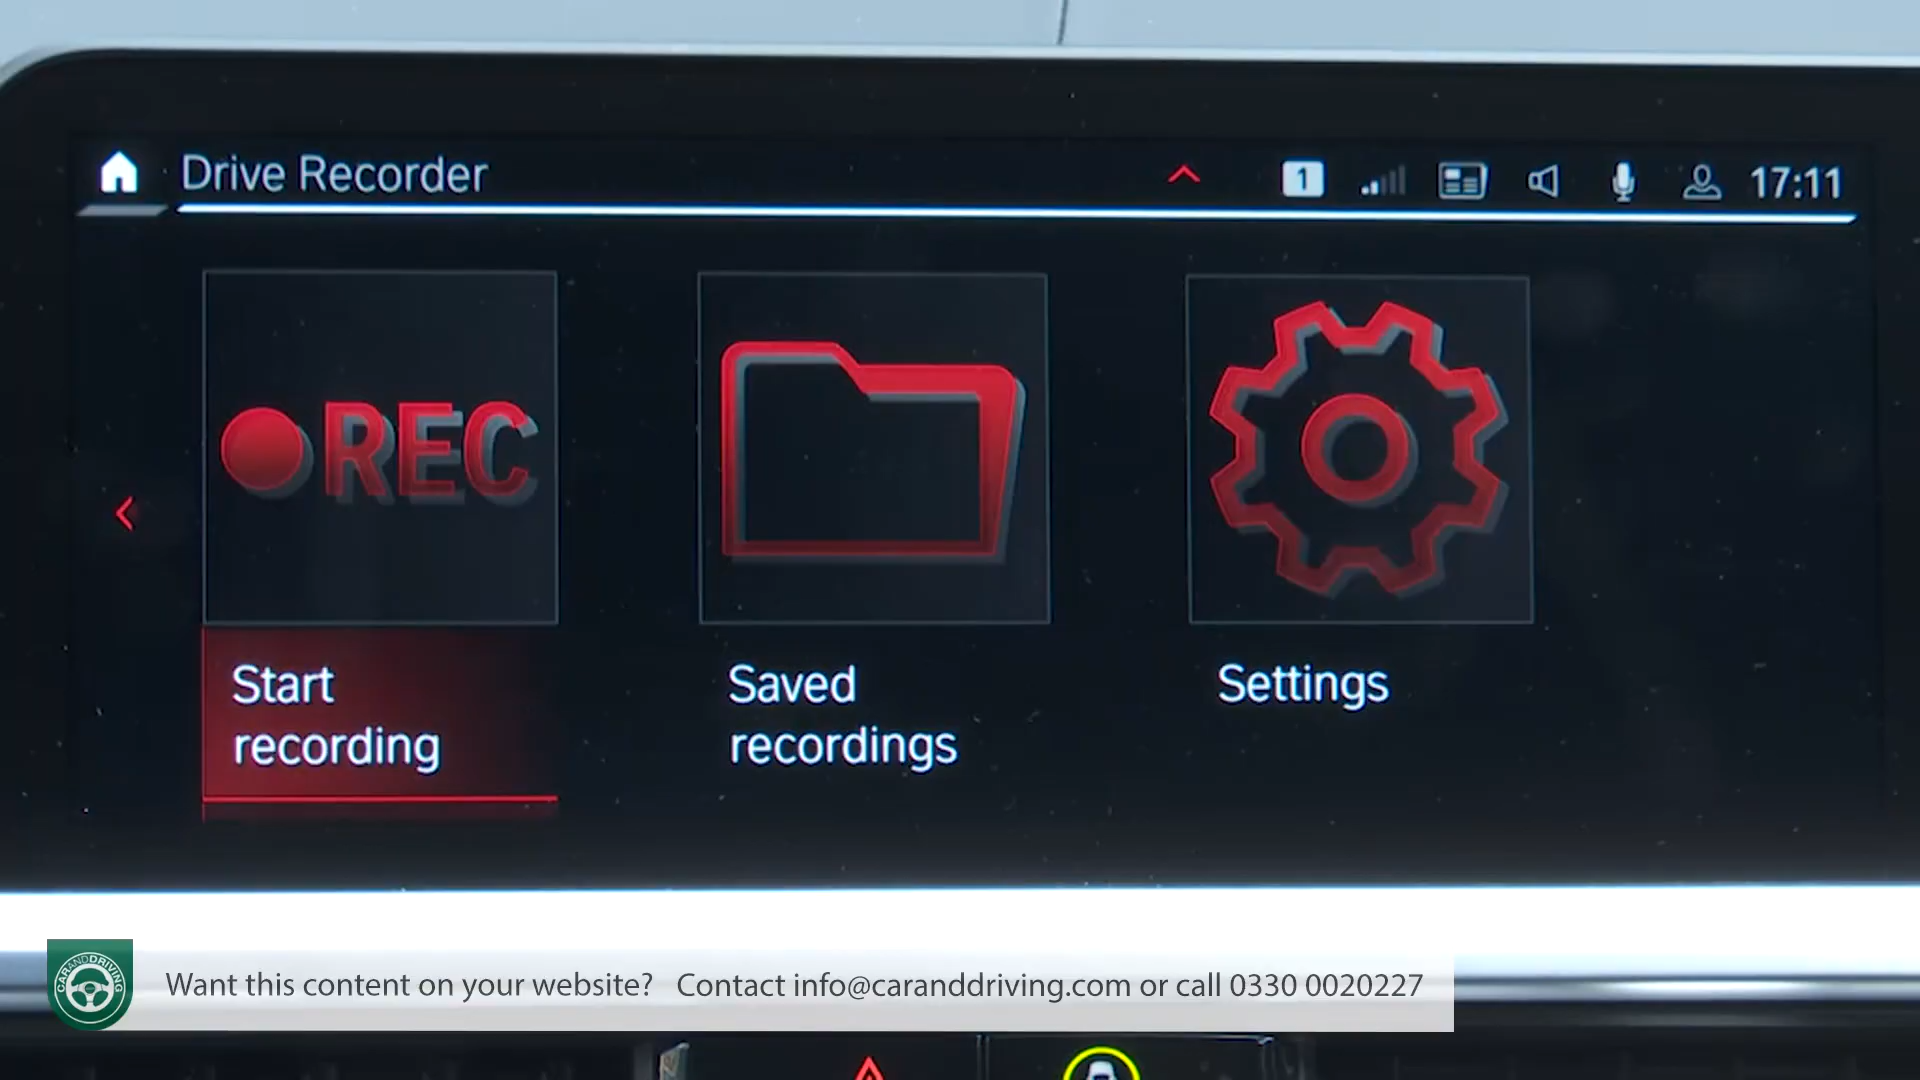 Drive Recorder
1
17:11
REC
Start
recording
Saved
recordings
Settings
CARANDDRIVING
Want this content on your website? Contact info@caranddriving.com or call 0330 0020227